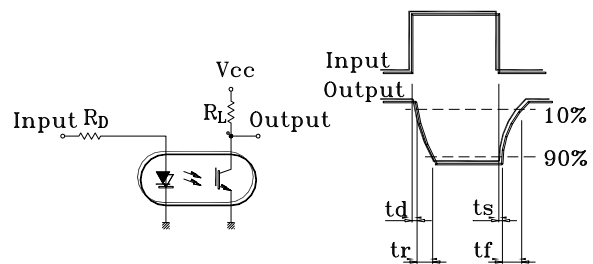 Vcc
RL
Input
RD
Output
Input
Output
10%
90%
td
ts
tr
tf